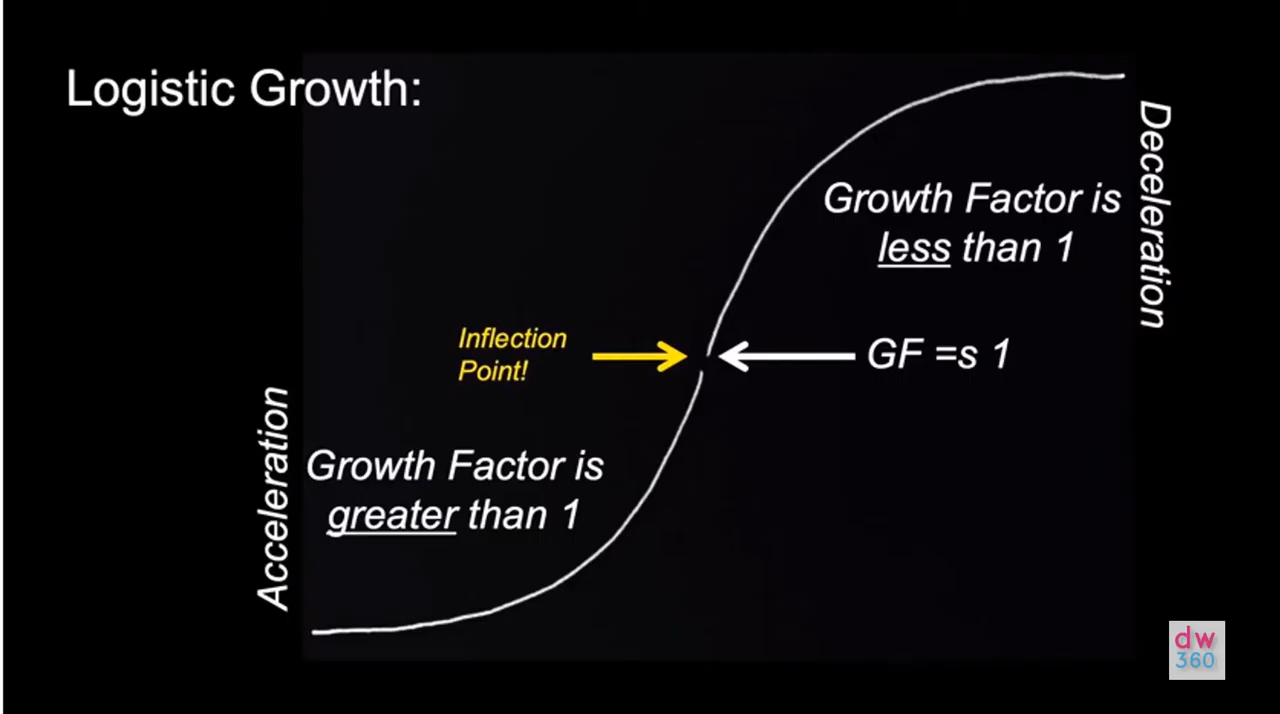 Logistic Growth:
Deceleration
Growth Factor is
less than 1
Inflection
Point!
GF =s 1
Acceleration
Growth Factor is
greater than 1
dw
360